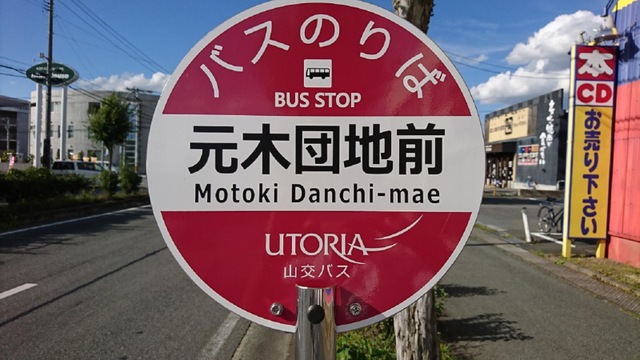 バスのりば
BUS STOP
元木団地前
Motoki Danchi-mae
UTORIA
山交バス
本
CD
お売り下さい